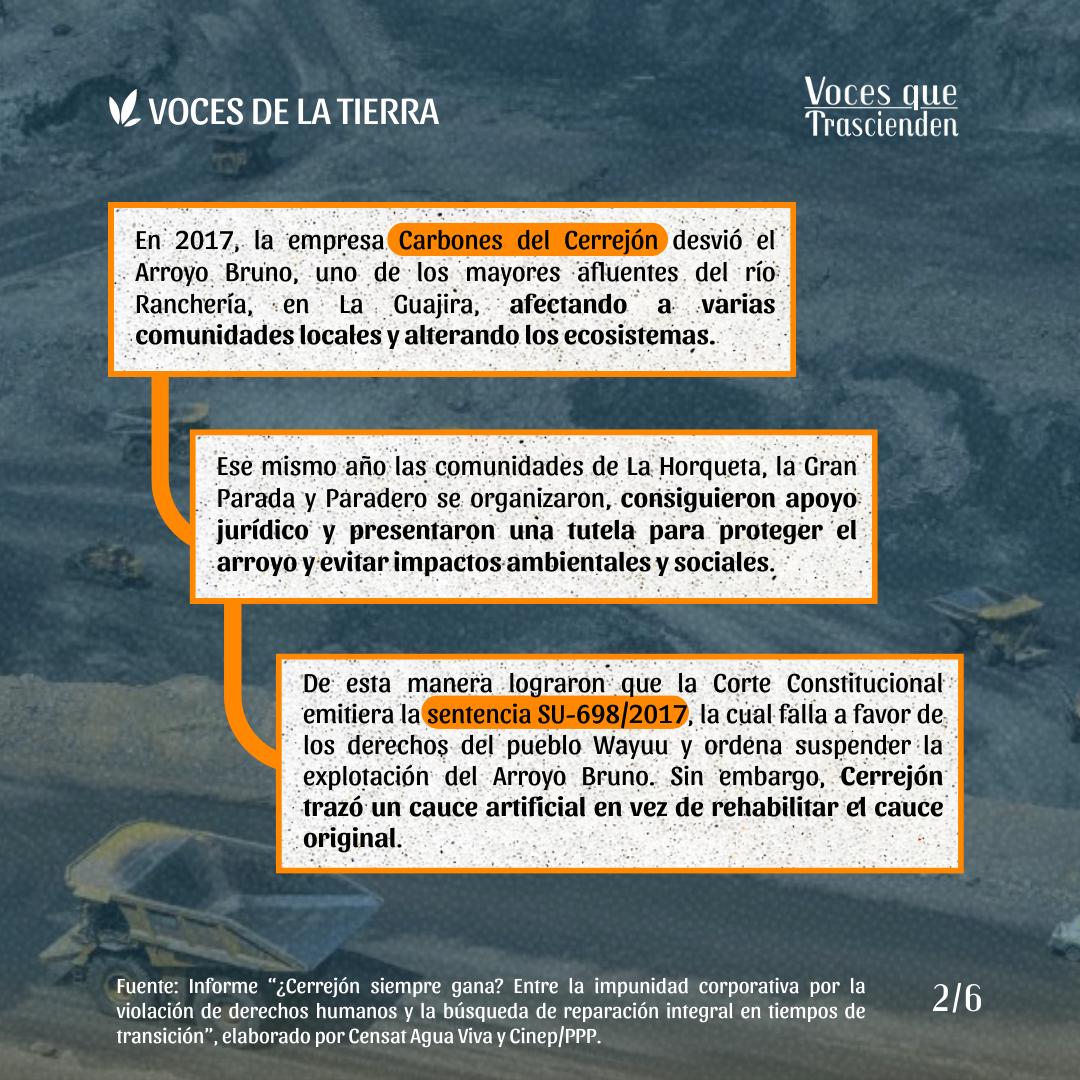 VOCES DE LA TIERRA
Voces que
Trascienden
En 2017, la empresa Carbones del Cerrejón desvió el
Arroyo Bruno, uno de los mayores afluentes del río
Ranchería, en La Guajira, afectando a varias
comunidades locales y alterando los ecosistemas.
Ese mismo año las comunidades de La Horqueta, la Gran
Parada y Paradero se organizaron, consiguieron apoyo
jurídico y presentaron una tutela para proteger el
arroyo y evitar impactos ambientales y sociales.
De esta manera lograron que la Corte Constitucional
emitiera la sentencia SU-698/2017, la cual falla a favor de
los derechos del pueblo Wayuu y ordena suspender la
explotación del Arroyo Bruno. Sin embargo, Cerrejón
trazó un cauce artificial en vez de rehabilitar el cauce
original.
Fuente: Informe “¿Cerrejón siempre gana? Entre la impunidad corporativa por la
violación de derechos humanos y la búsqueda de reparación integral en tiempos de
transición”, elaborado por Censat Agua Viva y Cinep/PPP.
2/6